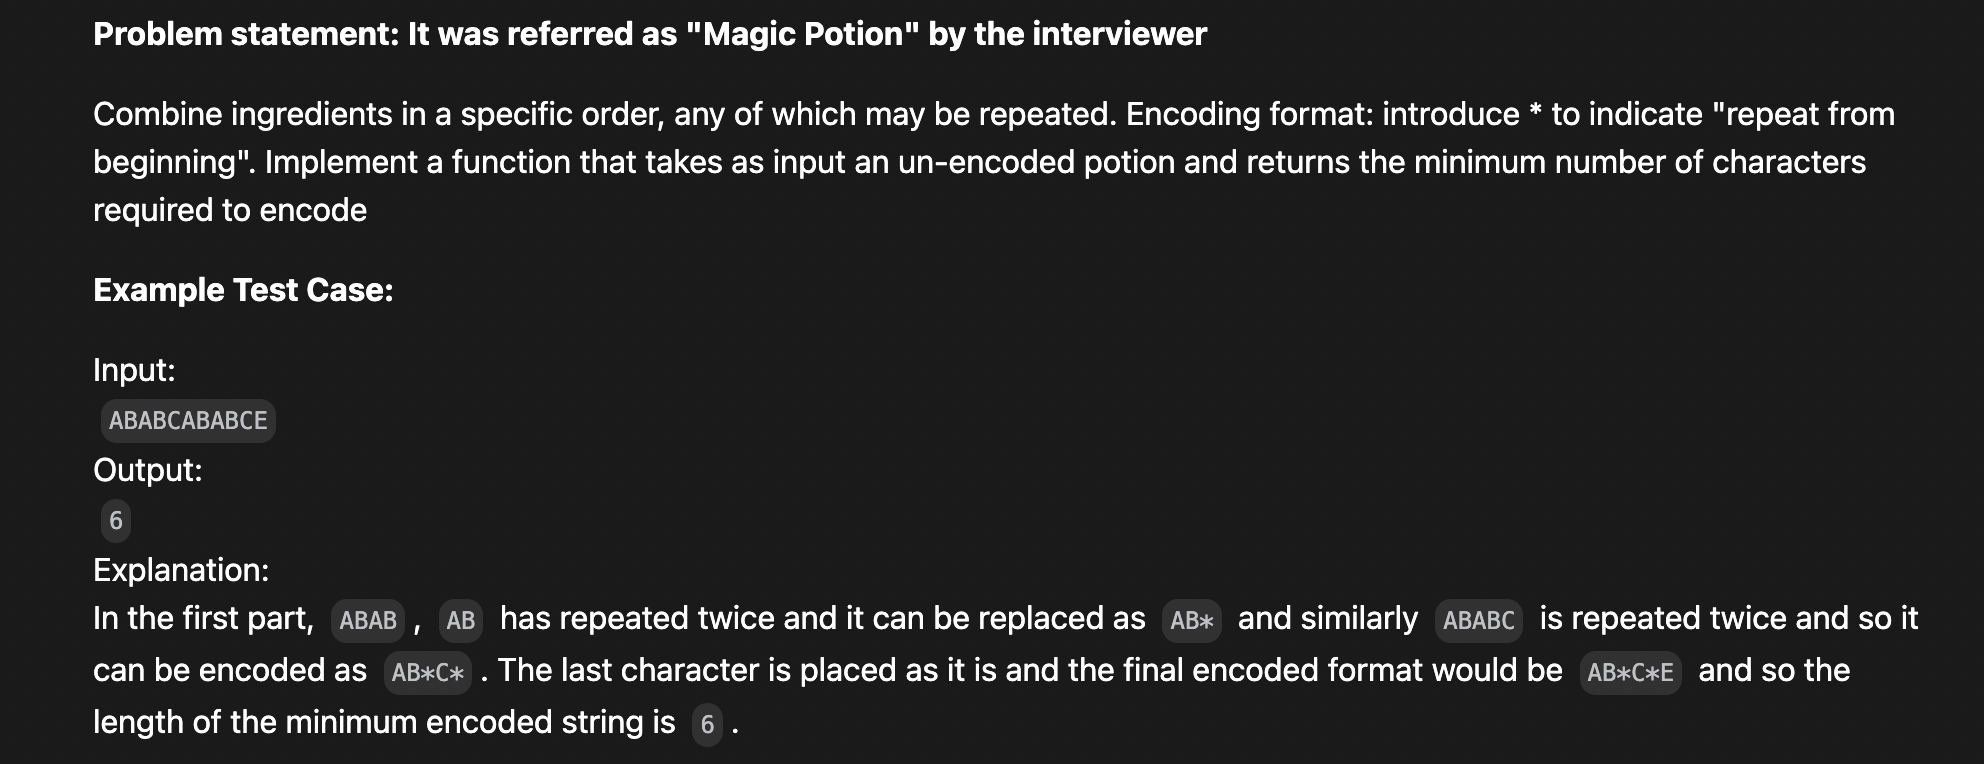 Problem statement: It was referred as "Magic Potion" by the interviewer
Combine ingredients in a specific order, any of which may be repeated. Encoding format: introduce * to indicate "repeat from
beginning". Implement a function that takes as input an un-encoded potion and returns the minimum number of characters
required to encode
Example Test Case:
Input:
ABABCABABCE
Output:
6
Explanation:
In the first part, ABAB , AB has repeated twice and it can be replaced as AB* and similarly ABABC is repeated twice and so it
can be encoded as AB*C* . The last character is placed as it is and the final encoded format would be AB*C*E and so the
length of the minimum encoded string is 6 .